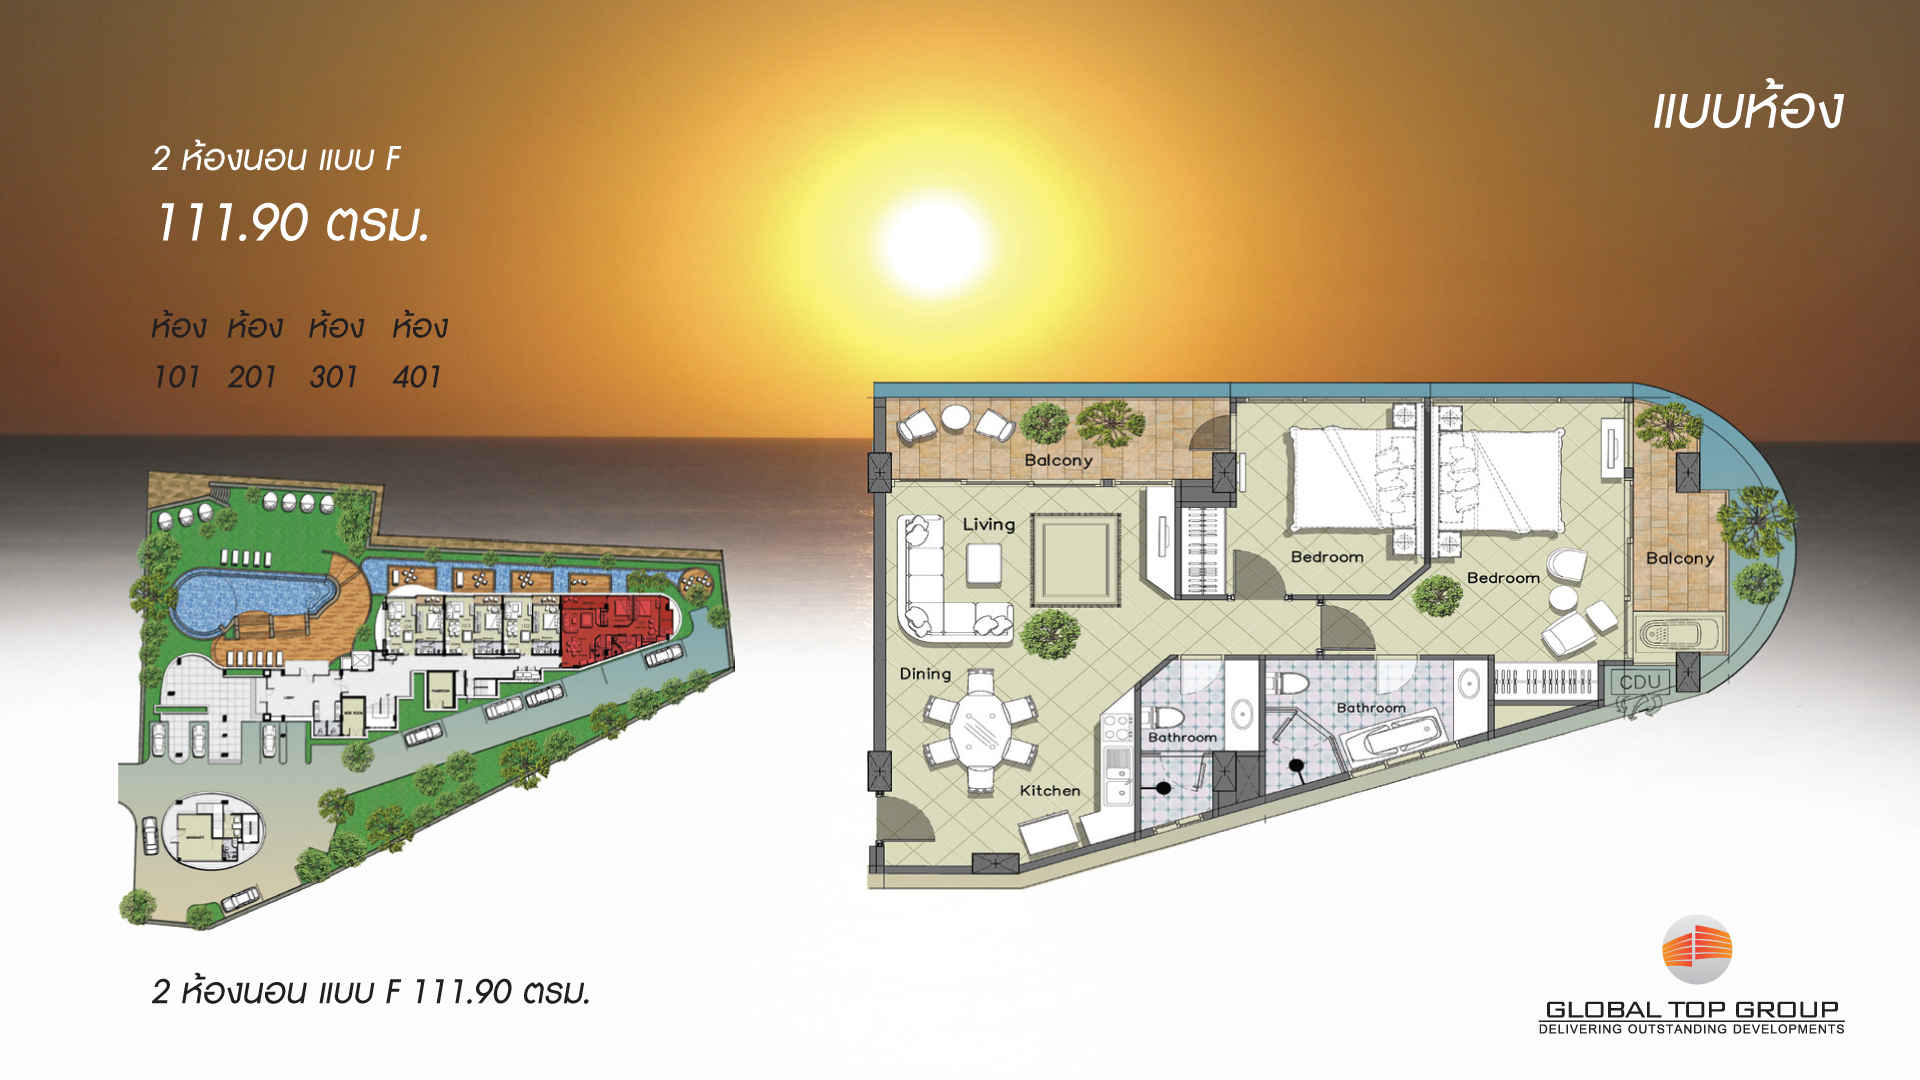 แบบห้อง
2 ห้องนอน แบบ F
111.90 ตรม.
ห้อง ห้อง ห้อง ห้อง
101 201 301 401
Balcony
Living
Bedroom
Bedroom
Balcony
Dining
CDU
Bathroom
Bathroom
Kitchen
2 ห้องนอน แบบ F 111.90 ตรม.
GLOBAL TOP GROUP
DELIVERING OUTSTANDING DEVELOPMENTS